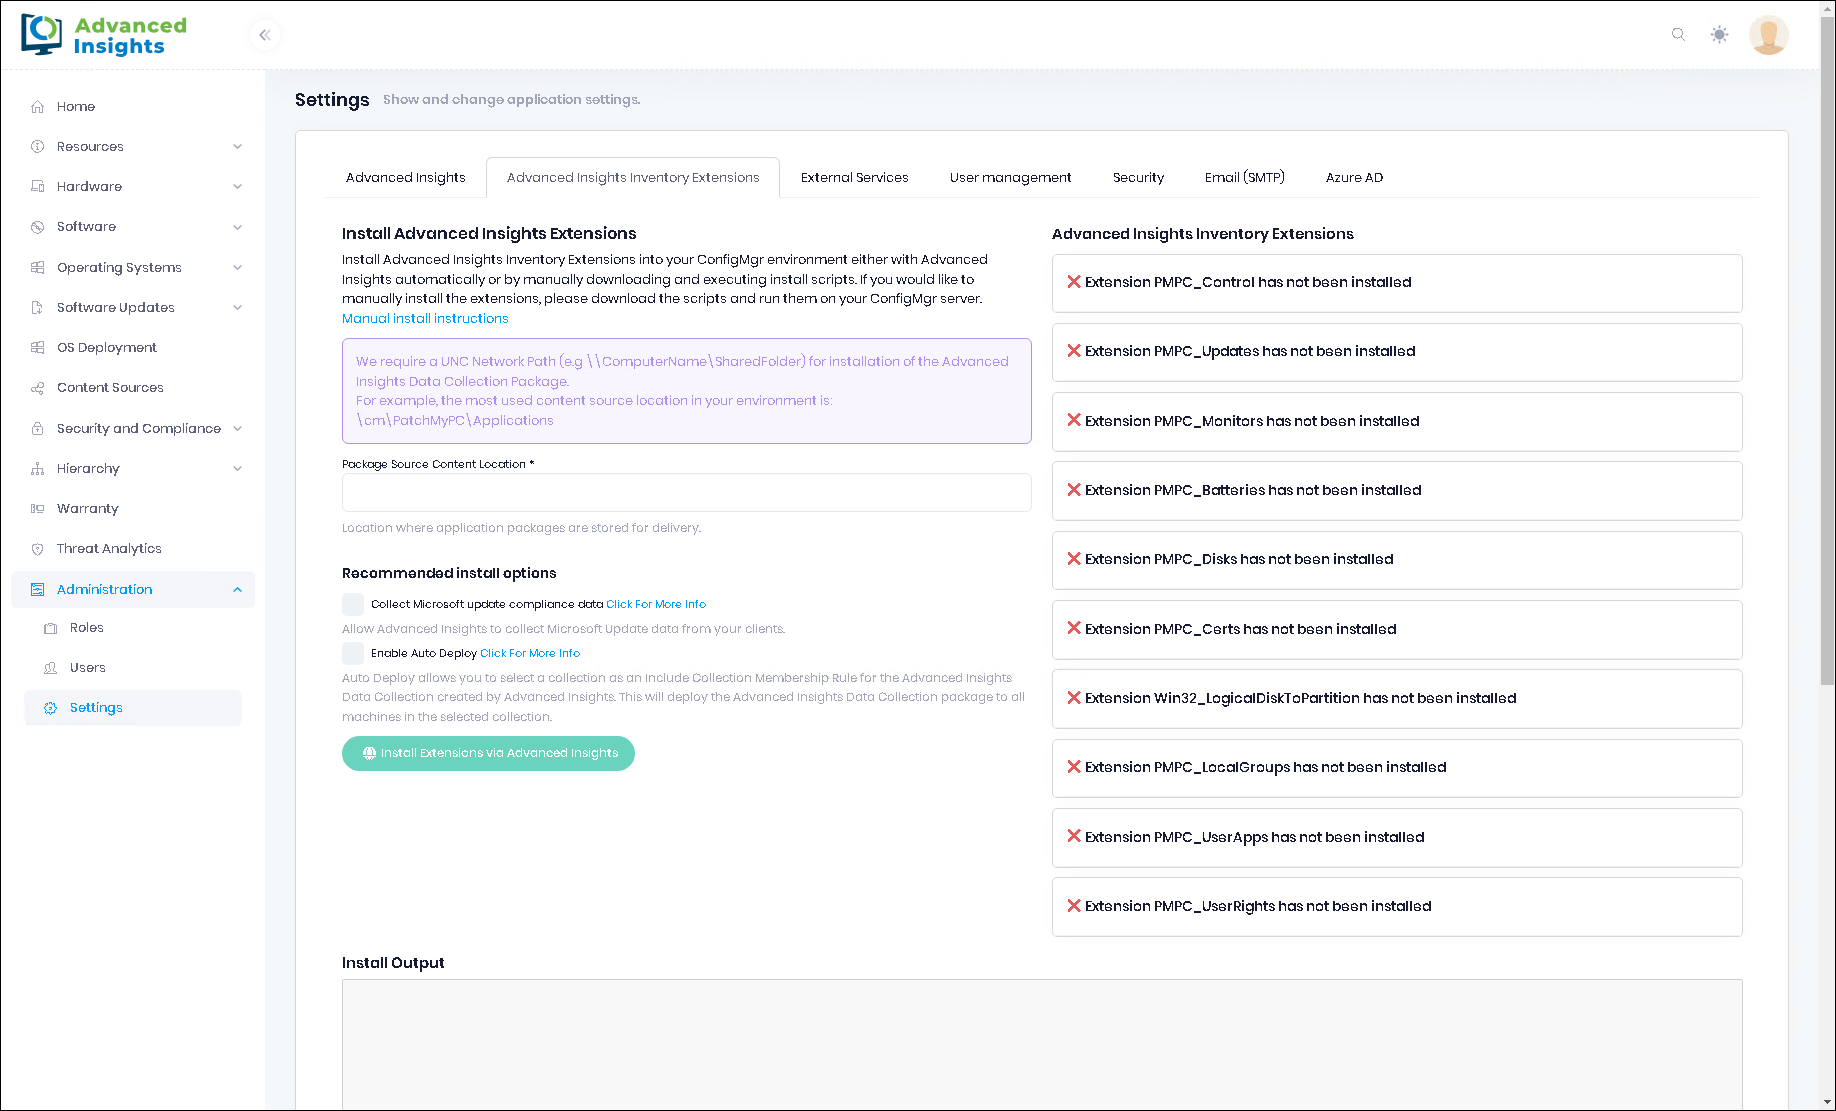 Advanced
Insights
Home
Resources
Hardware
Software
Operating Systems
Software Updates
OS Deployment
Content Sources
Security and Compliance
Hierarchy
Warranty
Threat Analytics
Administration
Roles
Users
Settings
Settings Show and change application settings.
Advanced Insights
Advanced Insights Inventory Extensions
External Services
User management
Security
Email (SMTP)
Azure AD
Install Advanced Insights Extensions
Install Advanced Insights Inventory Extensions into your ConfigMgr environment either with Advanced
Insights automatically or by manually downloading and executing install scripts. If you would like to
manually install the extensions, please download the scripts and run them on your ConfigMgr server.
Manual install instructions
We require a UNC Network Path (e.g \\ComputerName\SharedFolder) for installation of the Advanced
Insights Data Collection Package.
For example, the most used content source location in your environment is:
\cm\PatchMyPC\Applications
Package Source Content Location *
Location where application packages are stored for delivery.
Recommended install options
Collect Microsoft update compliance data Click For More Info
Allow Advanced Insights to collect Microsoft Update data from your clients.
Enable Auto Deploy Click For More Info
Auto Deploy allows you to select a collection as an Include Collection Membership Rule for the Advanced Insights
Data Collection created by Advanced Insights. This will deploy the Advanced Insights Data Collection package to all
machines in the selected collection.
Install Extensions via Advanced Insights
Advanced Insights Inventory Extensions
Extension PMPC_Control has not been installed
Extension PMPC_Updates has not been installed
Extension PMPC_Monitors has not been installed
Extension PMPC_Batteries has not been installed
Extension PMPC_Disks has not been installed
Extension PMPC_Certs has not been installed
Extension Win32_LogicalDiskToPartition has not been installed
Extension PMPC_LocalGroups has not been installed
Extension PMPC_UserApps has not been installed
Extension PMPC_UserRights has not been installed
Install Output